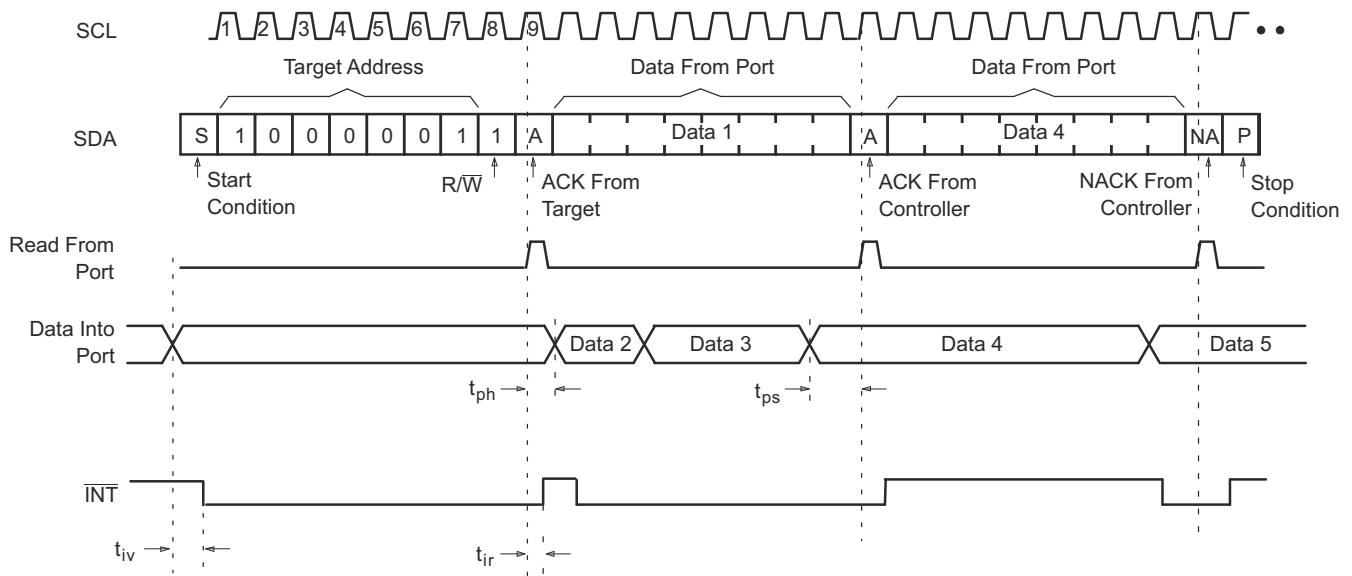 SCL 1 2 3 4 5 6 7 8 9
Target Address Data From Port Data From Port
SDA S 1 0 0 0 0 0 1 1 A Data 1 A Data 4 NA P
Start Condition
R/W̅
ACK From Target
ACK From Controller
NACK From Controller
Stop Condition
Read From Port
Data Into Port Data 2 Data 3 Data 4 Data 5
tph tps
I̅N̅T̅
tiv tir